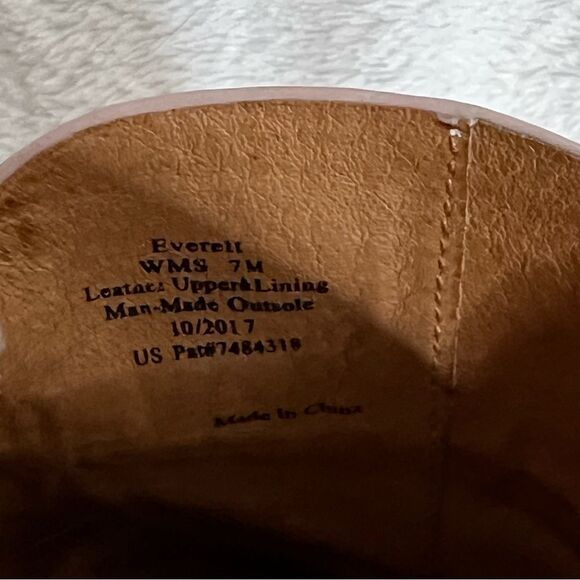 Everett
WMS 7M
Leather Upper&Lining
Man-Made Outsole
10/2017
US Pat#7484318
Made In China